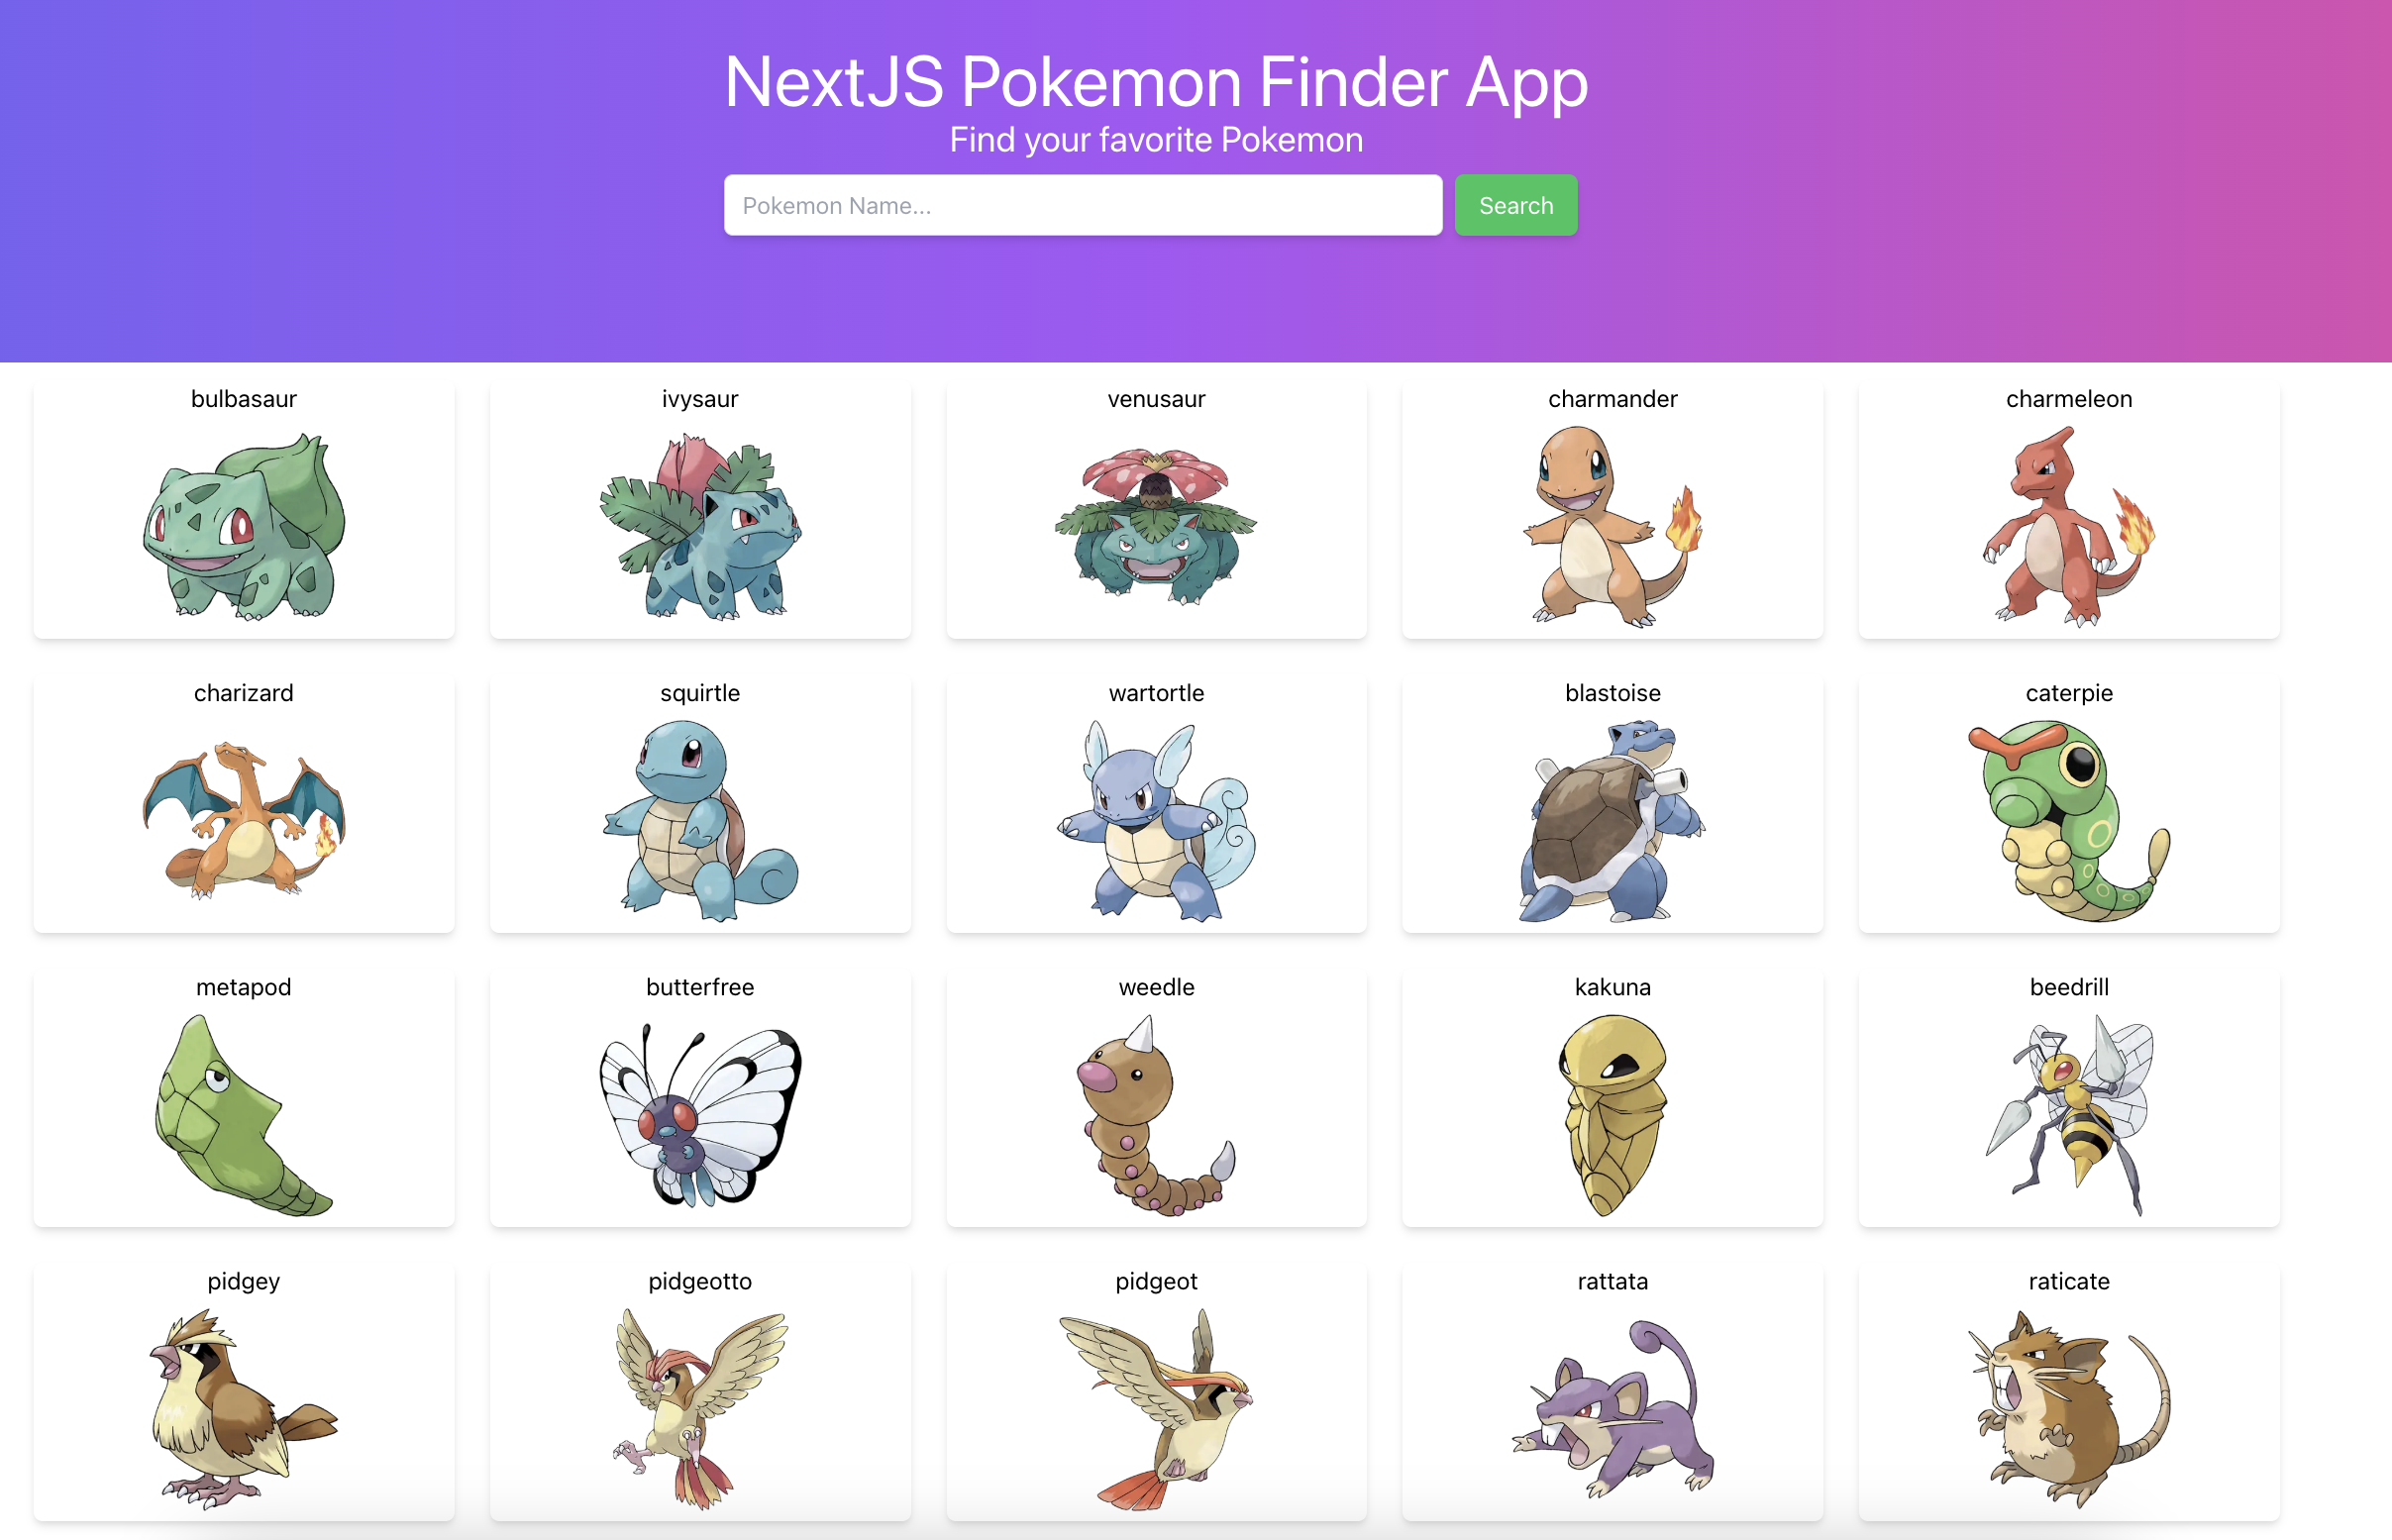 NextJS Pokemon Finder App
Find your favorite Pokemon
Pokemon Name...
Search
bulbasaur
ivysaur
venusaur
charmander
charmeleon
charizard
squirtle
wartortle
blastoise
caterpie
metapod
butterfree
weedle
kakuna
beedrill
pidgey
pidgeotto
pidgeot
rattata
raticate